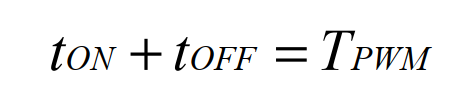 tON + tOFF = TPWM